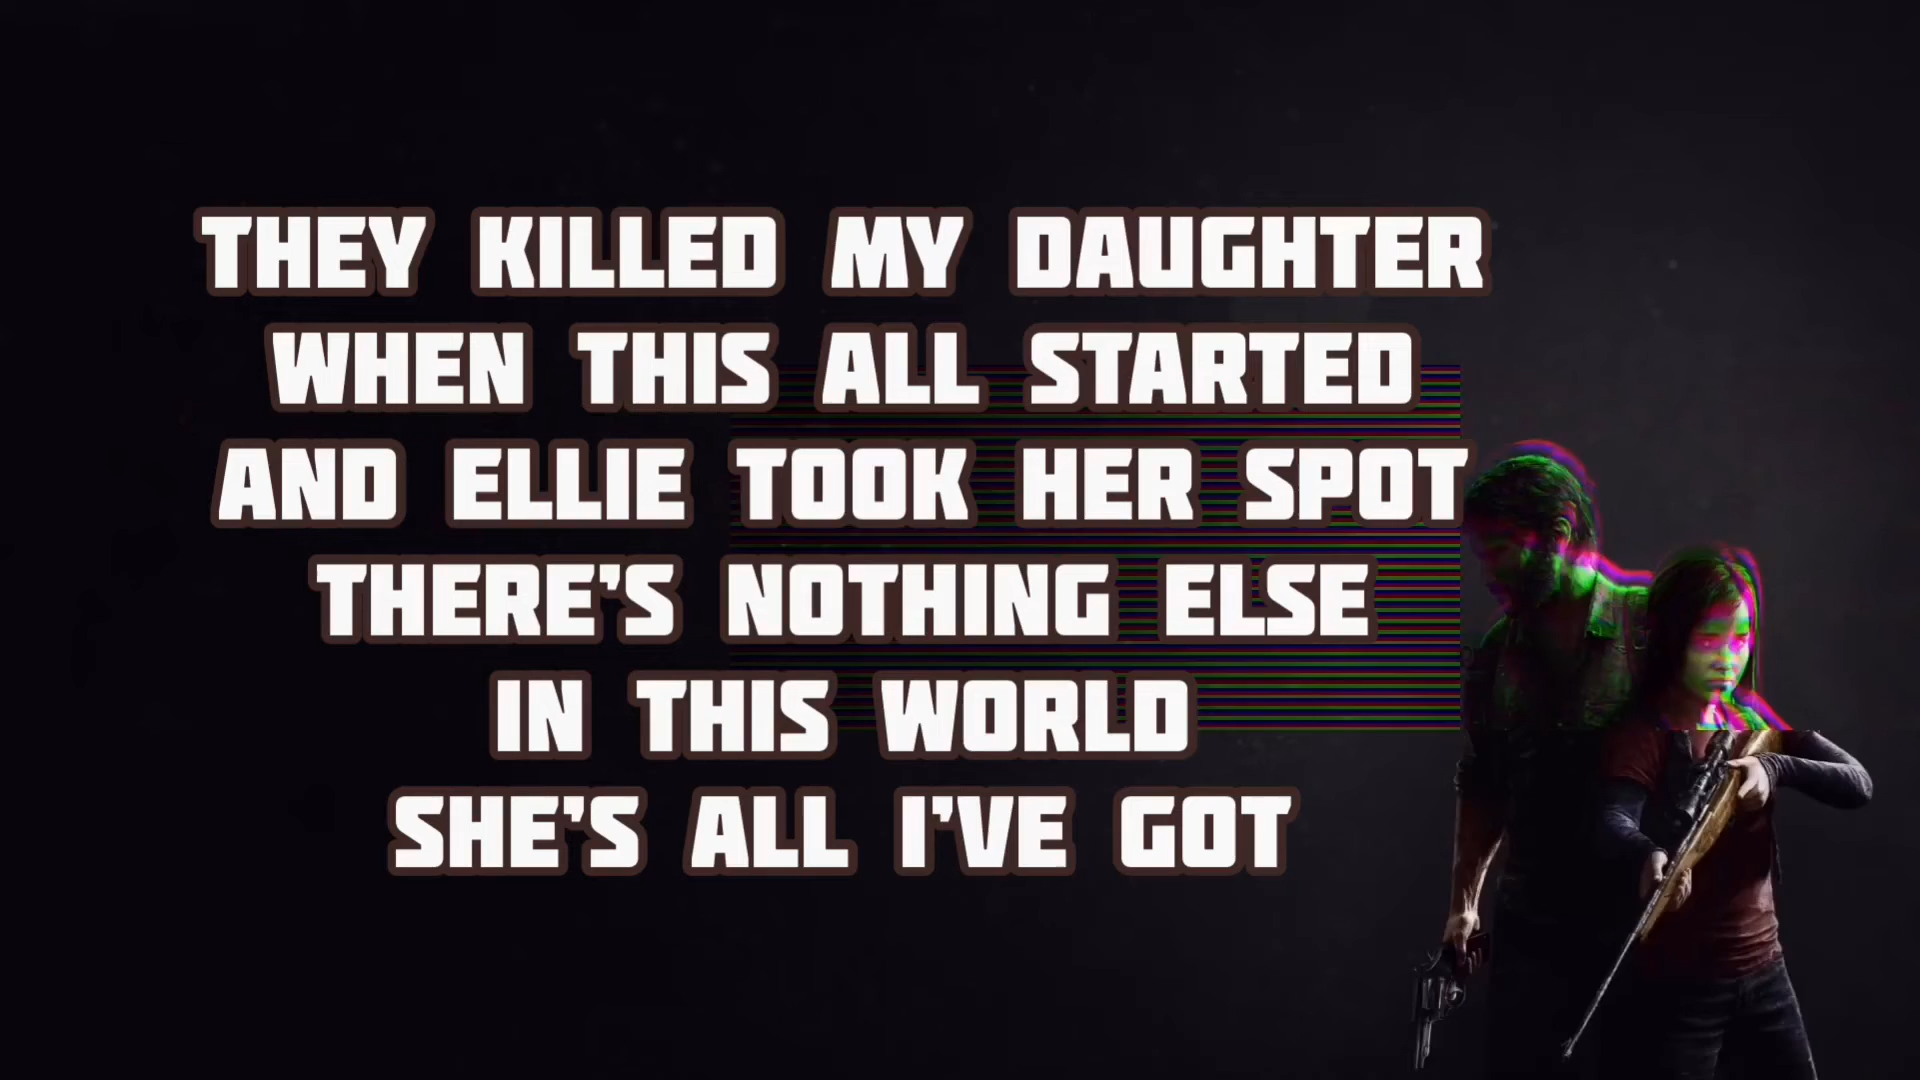 THEY KILLED MY DAUGHTER
WHEN THIS ALL STARTED
AND ELLIE TOOK HER SPOT
THERE'S NOTHING ELSE
IN THIS WORLD
SHE'S ALL I'VE GOT